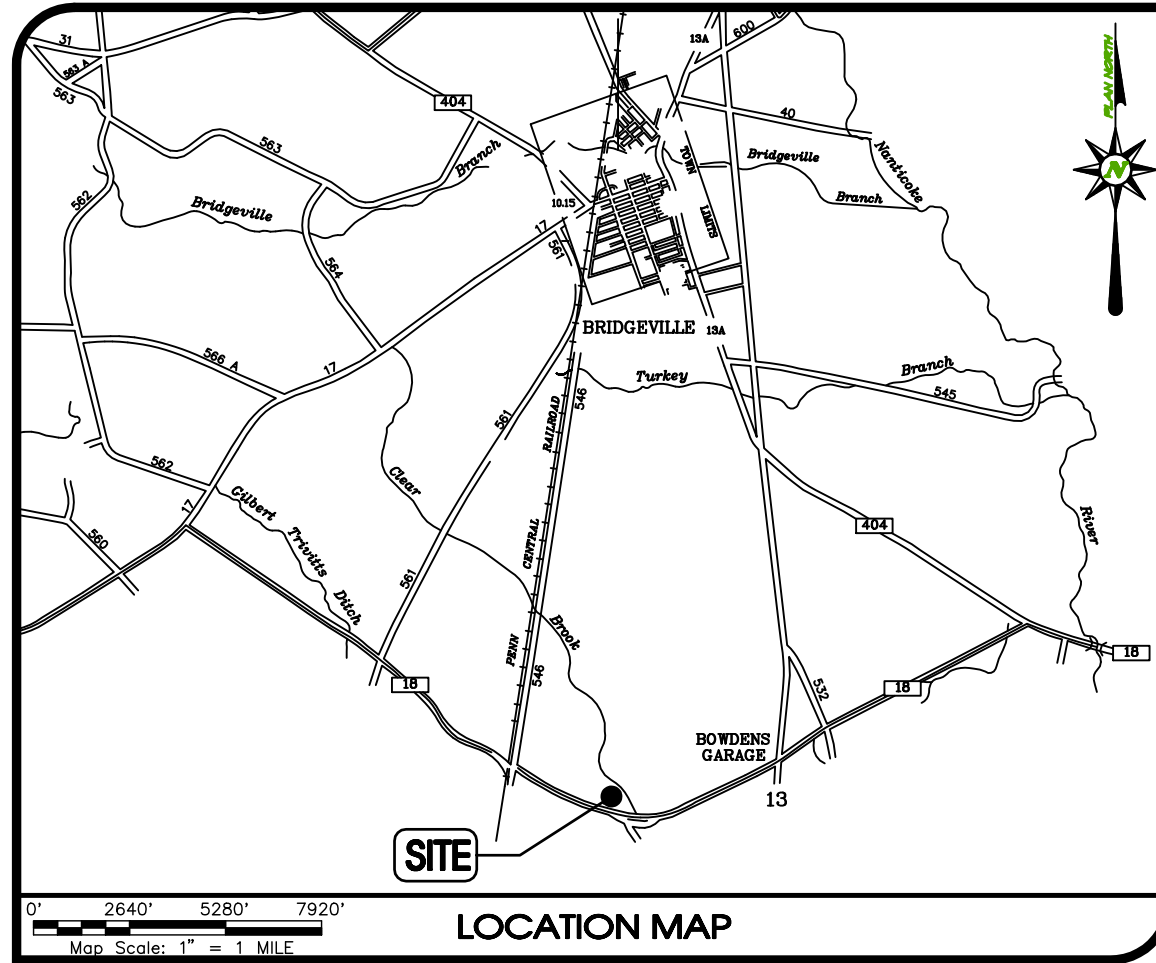 31
563 A
563
404
13A
600
PLAN NORTH
N
40
563
Branch
Nanticoke
TOWN
LIMITS
Bridgeville
Branch
562
Bridgeville
10.15
17
561
564
BRIDGEVILLE
13A
566 A
17
Turkey
Branch
545
546
RAILROAD
561
562
17
Gilbert
Trivitts
Ditch
Clear
560
CENTRAL
404
River
561
Brook
PENN
546
18
18
532
18
BOWDENS
GARAGE
13
SITE
0' 2640' 5280' 7920'
Map Scale: 1" = 1 MILE
LOCATION MAP